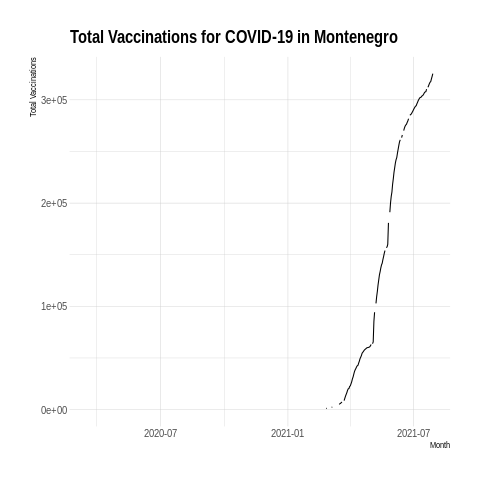 Total Vaccinations for COVID-19 in Montenegro
Total Vaccinations
3e+05
2e+05
1e+05
0e+00
2020-07 2021-01 2021-07
Month